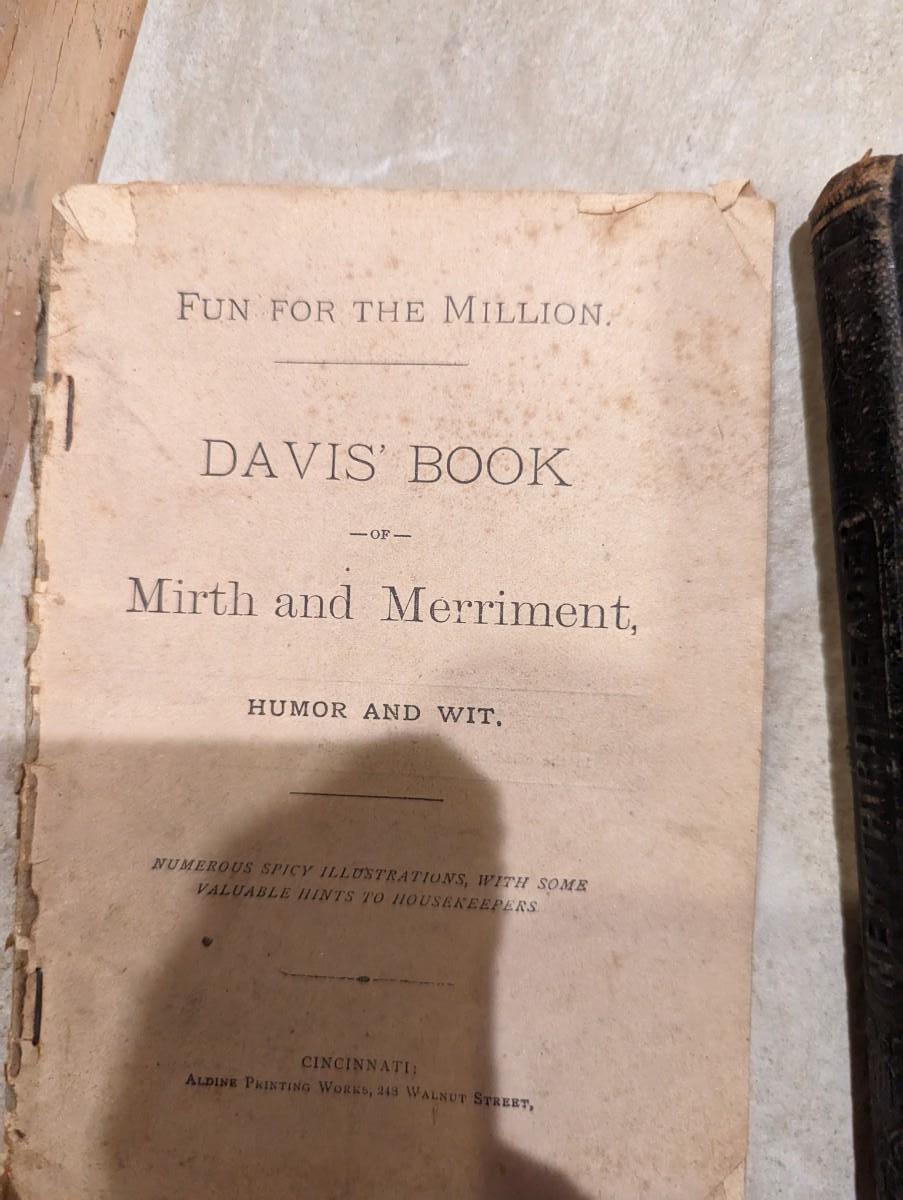 FUN FOR THE MILLION.
DAVIS' BOOK
—OF—
Mirth and Merriment,
HUMOR AND WIT.
NUMEROUS SPICY ILLUSTRATIONS, WITH SOME
VALUABLE HINTS TO HOUSEKEEPERS
CINCINNATI:
ALDINE PRINTING WORKS, 248 WALNUT STREET,